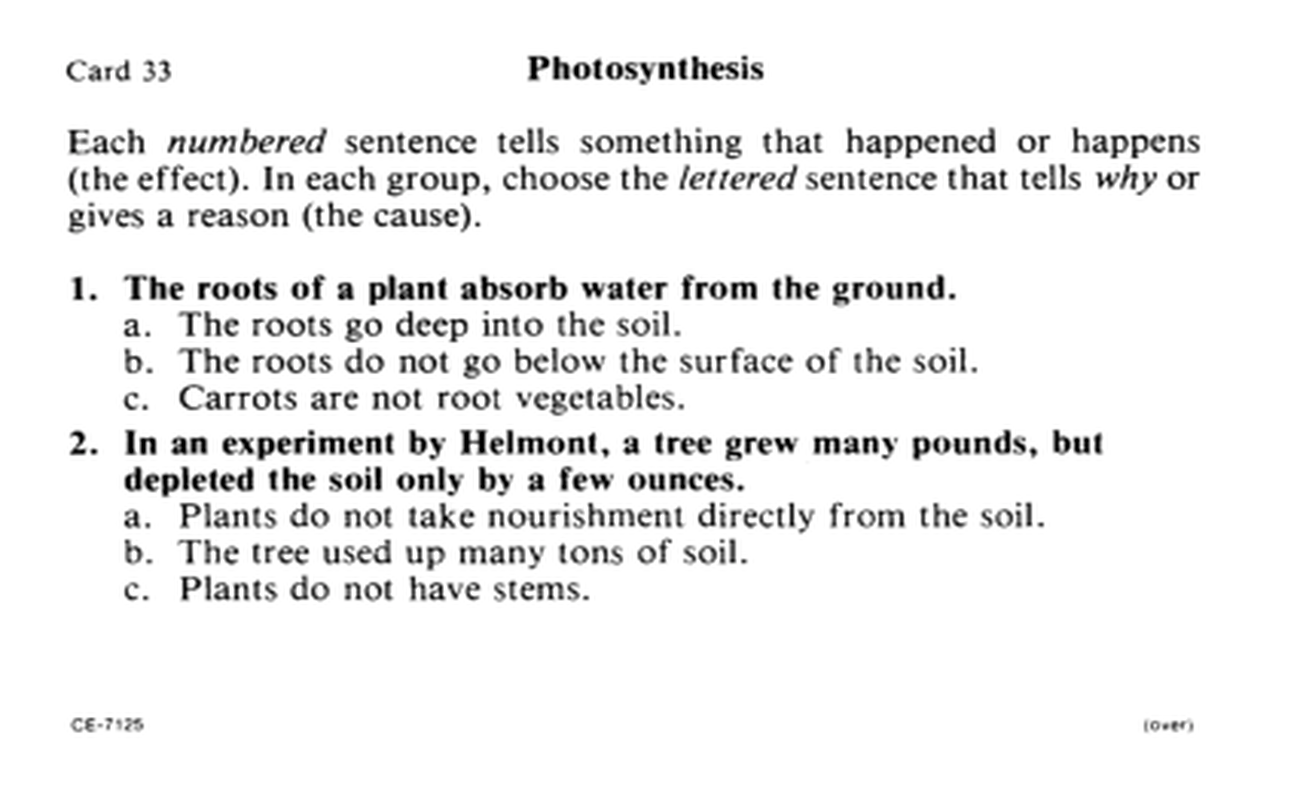 Card 33
Photosynthesis
Each numbered sentence tells something that happened or happens
(the effect). In each group, choose the lettered sentence that tells why or
gives a reason (the cause).
1. The roots of a plant absorb water from the ground.
a. The roots go deep into the soil.
b. The roots do not go below the surface of the soil.
c. Carrots are not root vegetables.
2. In an experiment by Helmont, a tree grew many pounds, but
depleted the soil only by a few ounces.
a. Plants do not take nourishment directly from the soil.
b. The tree used up many tons of soil.
c. Plants do not have stems.
CE-7125
(over)